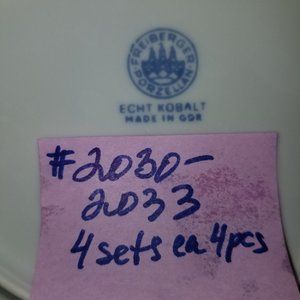 FREIBERGER
PORZELLAN
ECHT KOBALT
MADE IN GDR
#2030-
2033
4 sets ea 4pcs